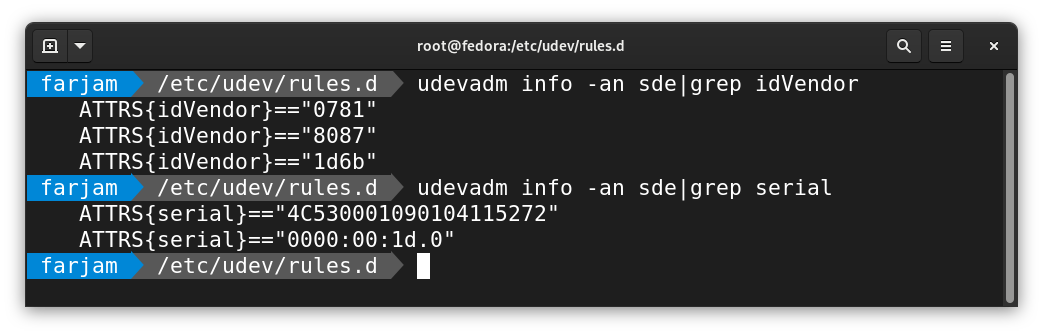 root@fedora:/etc/udev/rules.d
farjam /etc/udev/rules.d udevadm info -an sde|grep idVendor
ATTRS{idVendor}=="0781"
ATTRS{idVendor}=="8087"
ATTRS{idVendor}=="1d6b"
farjam /etc/udev/rules.d udevadm info -an sde|grep serial
ATTRS{serial}=="4C530001090104115272"
ATTRS{serial}=="0000:00:1d.0"
farjam /etc/udev/rules.d